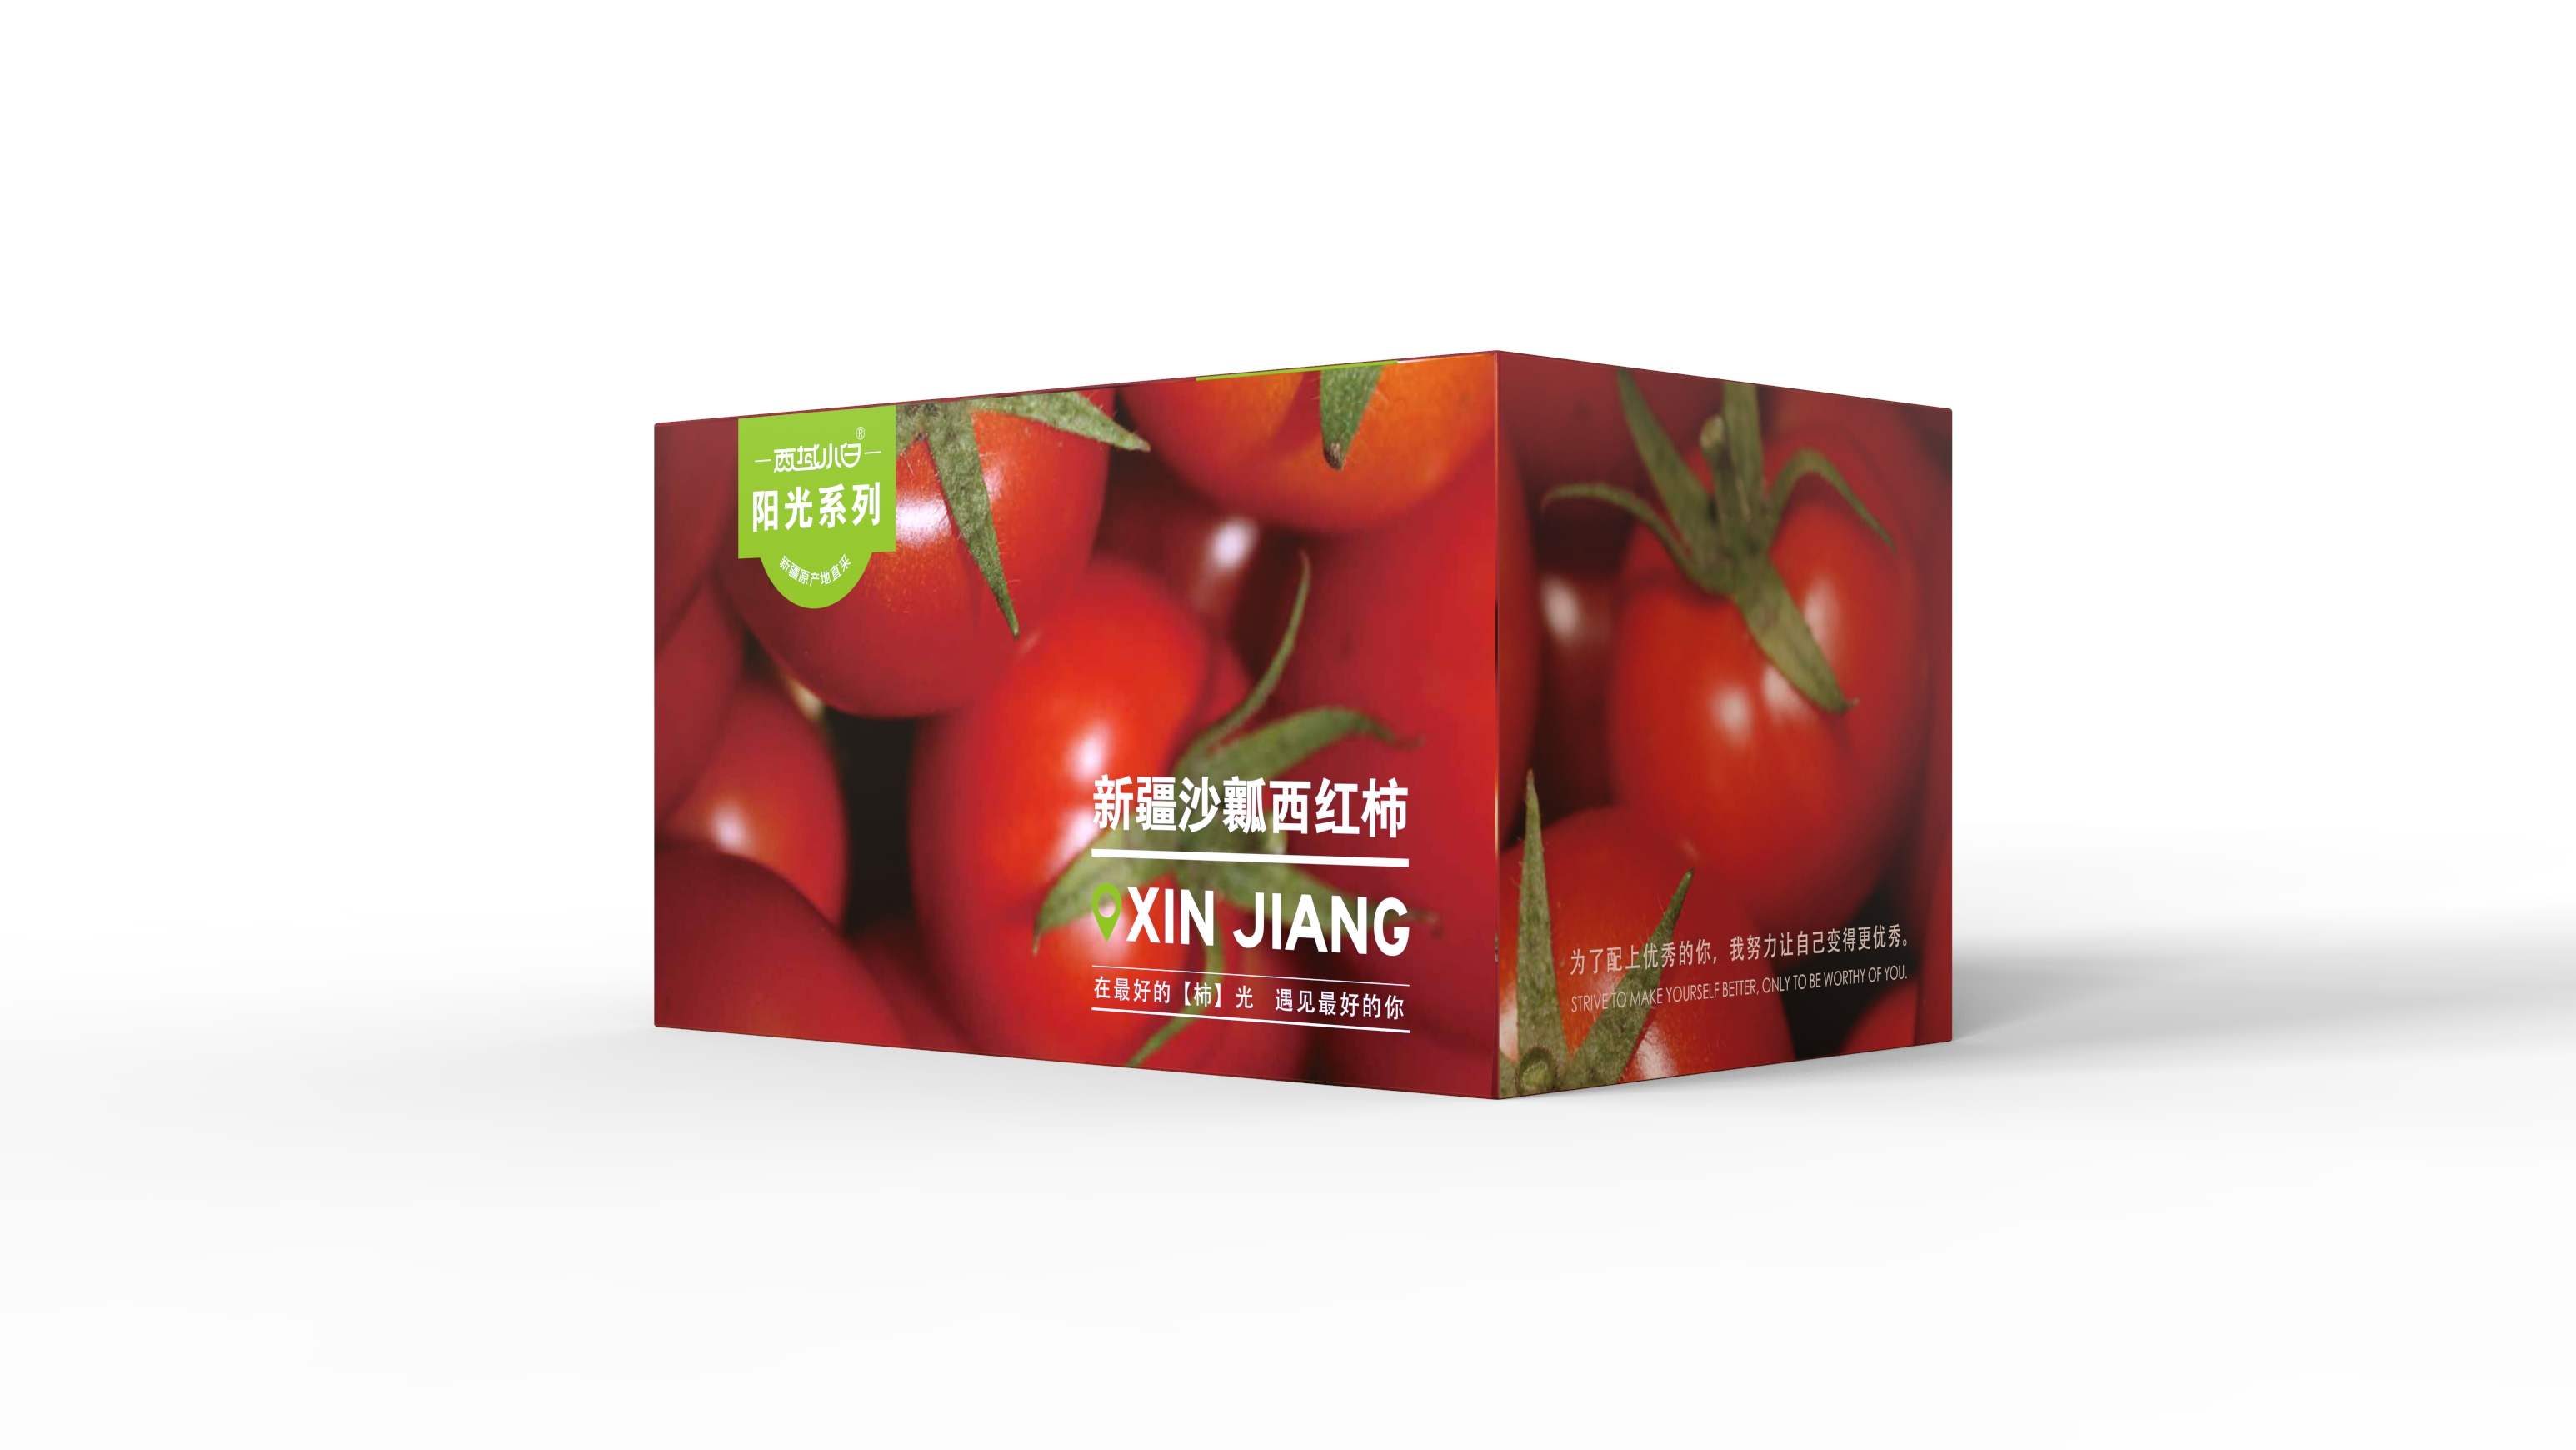 西域小白®
阳光系列
新疆原产地直采
新疆沙瓤西红柿
XIN JIANG
在最好的【柿】光 遇见最好的你
为了配上优秀的你，我努力让自己变得更优秀。
STRIVE TO MAKE YOURSELF BETTER, ONLY TO BE WORTHY OF YOU.